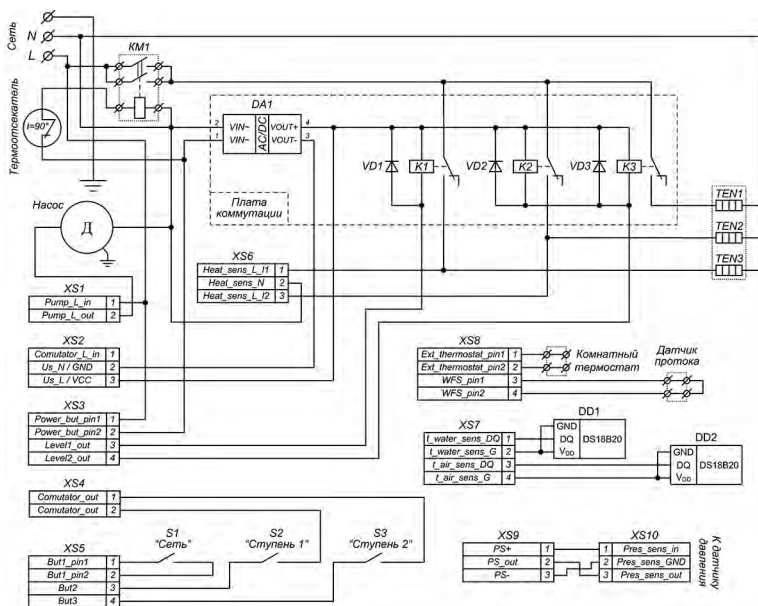 Сеть
N
L
KM1
Термоотсекатель
t=90°
DA1
2 VIN~ AC/DC VOUT+ 4
1 VIN~ VOUT- 3
VD1
K1
VD2
K2
VD3
K3
Плата
коммутации
TEN1
TEN2
TEN3
Насос
Д
XS6
Heat_sens_L_l1 1
Heat_sens_N 2
Heat_sens_L_l2 3
XS1
Pump_L_in 1
Pump_L_out 2
XS2
Comutator_L_in 1
Us_N / GND 2
Us_L / VCC 3
XS8
Ext_thermostat_pin1 1
Ext_thermostat_pin2 2
WFS_pin1 3
WFS_pin2 4
Комнатный
термостат
Датчик
протока
XS3
Power_but_pin1 1
Power_but_pin2 2
Level1_out 3
Level2_out 4
XS7
t_water_sens_DQ 1
t_water_sens_G 2
t_air_sens_DQ 3
t_air_sens_G 4
DD1
GND
DQ DS18B20
VDD
DD2
GND
DQ DS18B20
VDD
XS4
Comutator_out 1
Comutator_out 2
S1
"Сеть"
S2
"Ступень 1"
S3
"Ступень 2"
XS5
But1_pin1 1
But1_pin2 2
But2 3
But3 4
XS9
PS+ 1
PS_out 2
PS- 3
XS10
1 Pres_sens_in
2 Pres_sens_GND
3 Pres_sens_out
К датчику
давления